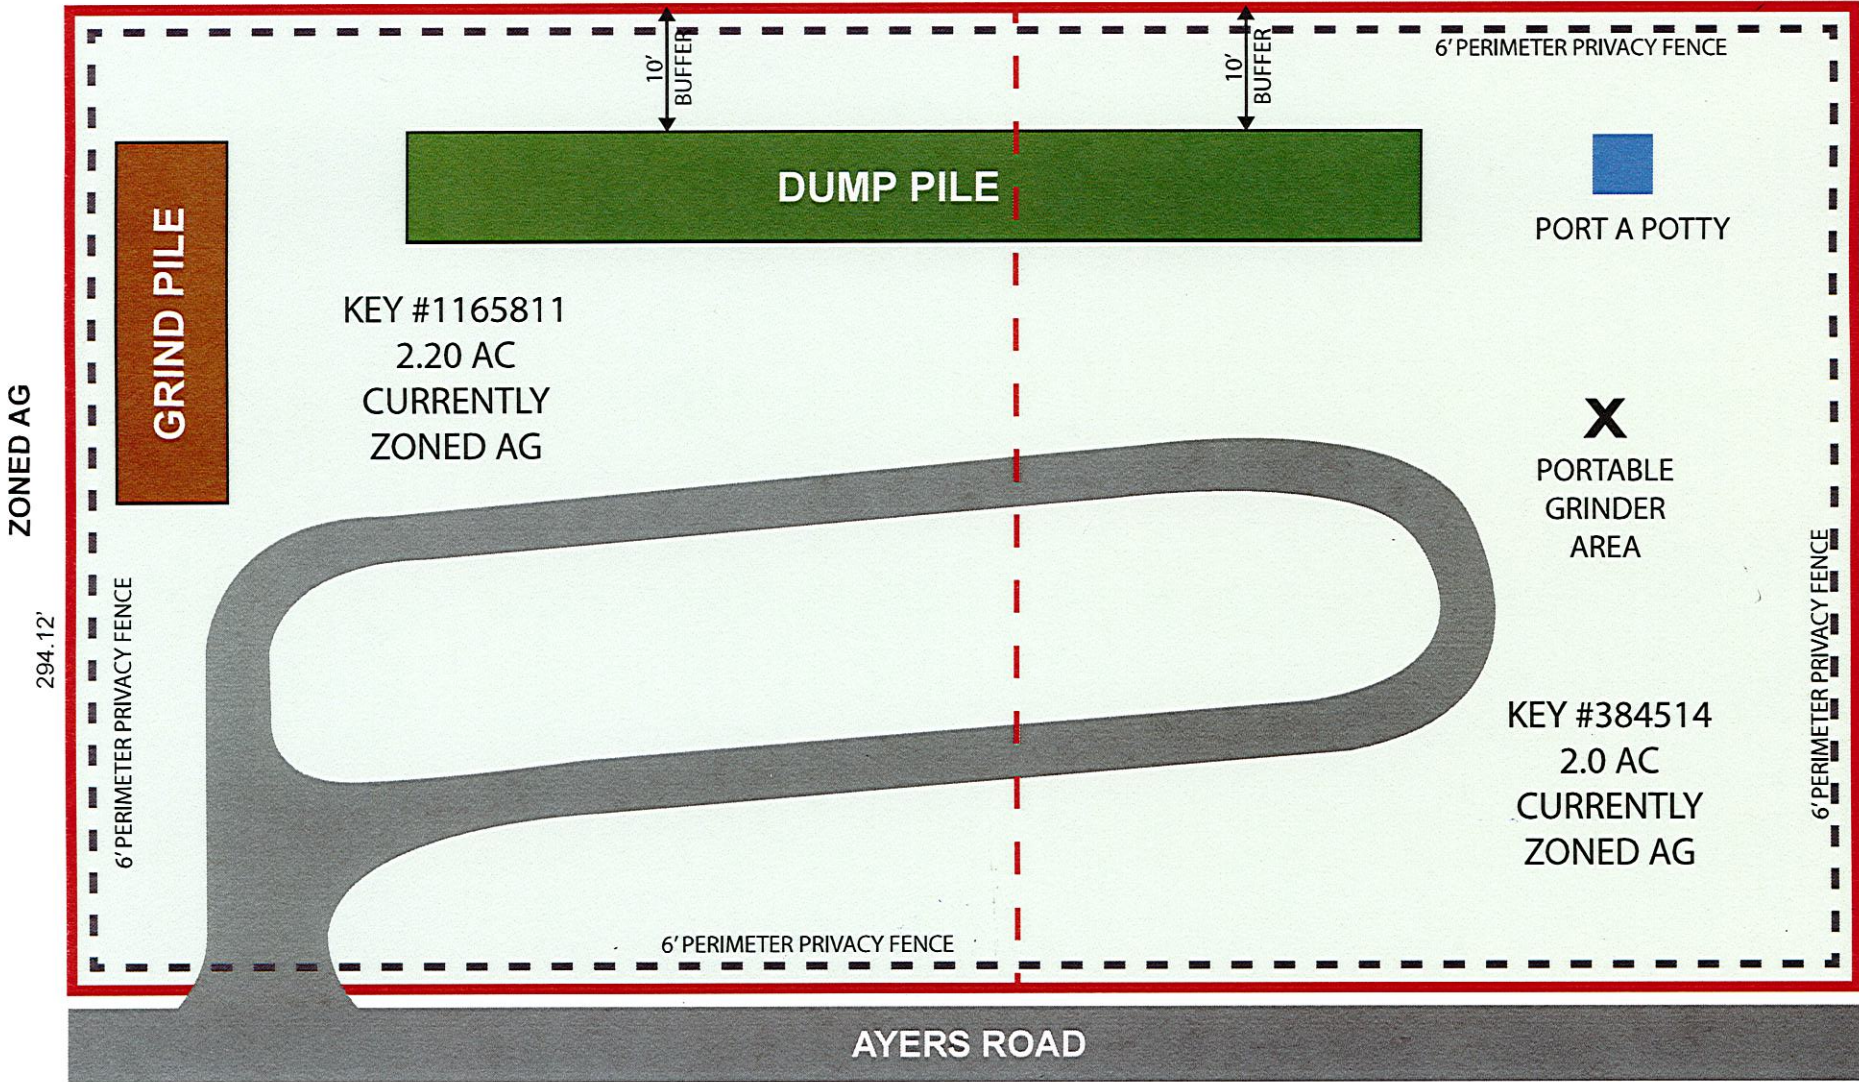 10' BUFFER
10' BUFFER
6' PERIMETER PRIVACY FENCE
DUMP PILE
GRIND PILE
PORT A POTTY
KEY #1165811
2.20 AC
CURRENTLY
ZONED AG
ZONED AG
294.12'
X
PORTABLE
GRINDER
AREA
6' PERIMETER PRIVACY FENCE
6' PERIMETER PRIVACY FENCE
KEY #384514
2.0 AC
CURRENTLY
ZONED AG
6' PERIMETER PRIVACY FENCE
AYERS ROAD